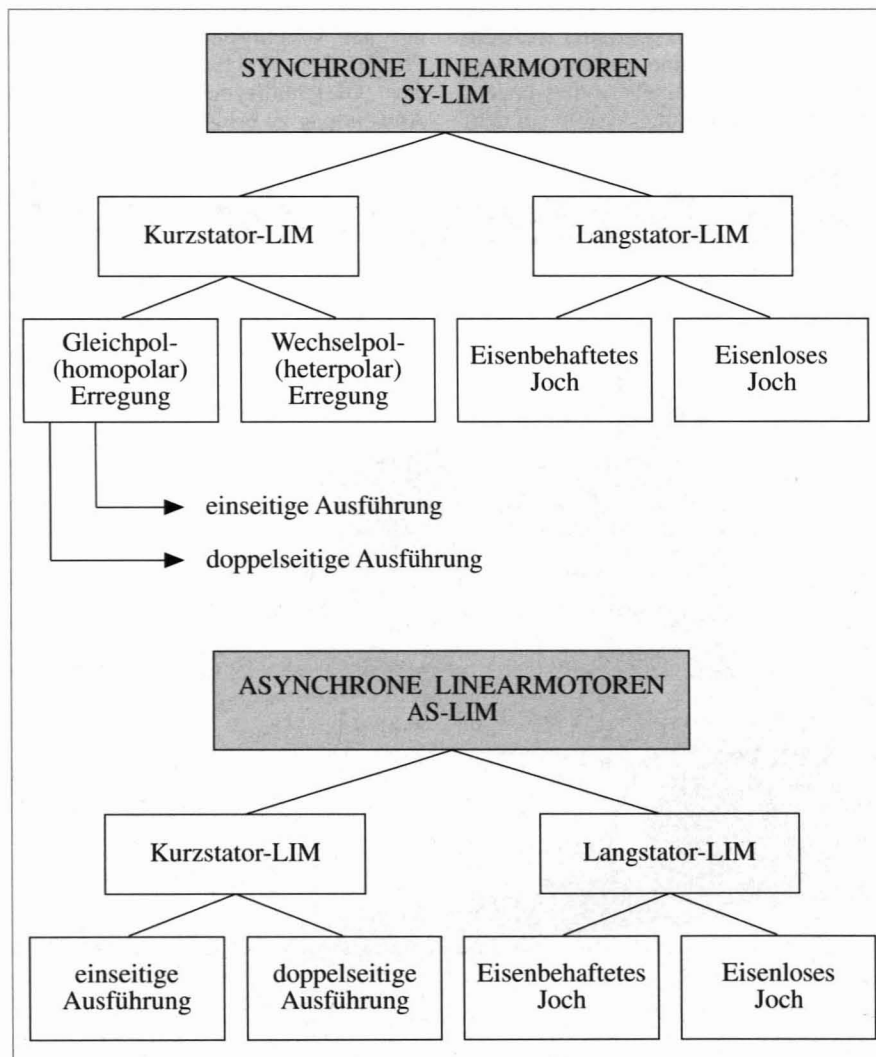 SYNCHRONE LINEARMOTOREN
SY-LIM
Kurzstator-LIM
Langstator-LIM
Gleichpol-
(homopolar)
Erregung
Wechselpol-
(heterpolar)
Erregung
Eisenbehaftetes
Joch
Eisenloses
Joch
einseitige Ausführung
doppelseitige Ausführung
ASYNCHRONE LINEARMOTOREN
AS-LIM
Kurzstator-LIM
Langstator-LIM
einseitige
Ausführung
doppelseitige
Ausführung
Eisenbehaftetes
Joch
Eisenloses
Joch